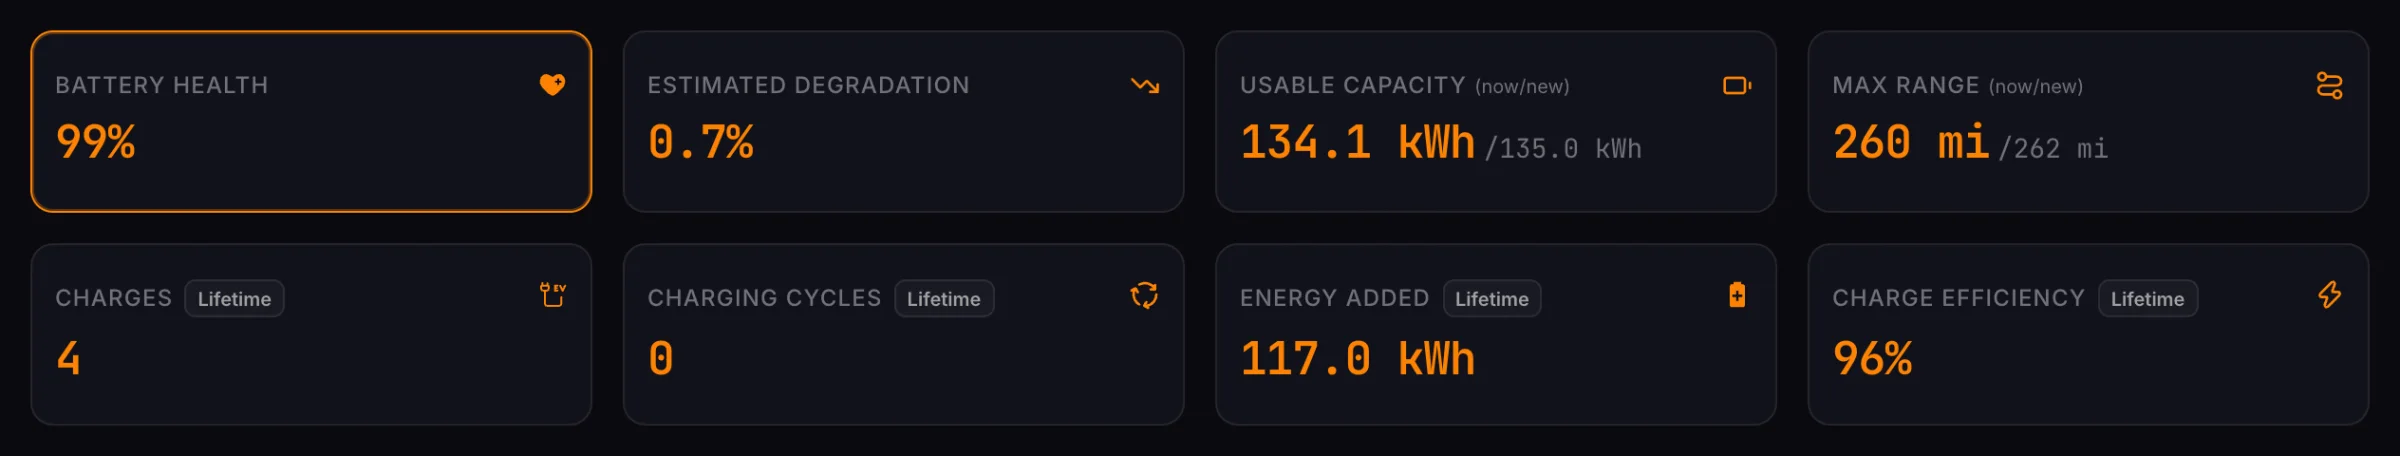 BATTERY HEALTH
99%
ESTIMATED DEGRADATION
0.7%
USABLE CAPACITY (now/new)
134.1 kWh /135.0 kWh
MAX RANGE (now/new)
260 mi /262 mi
CHARGES Lifetime
EV
4
CHARGING CYCLES Lifetime
0
ENERGY ADDED Lifetime
117.0 kWh
CHARGE EFFICIENCY Lifetime
96%